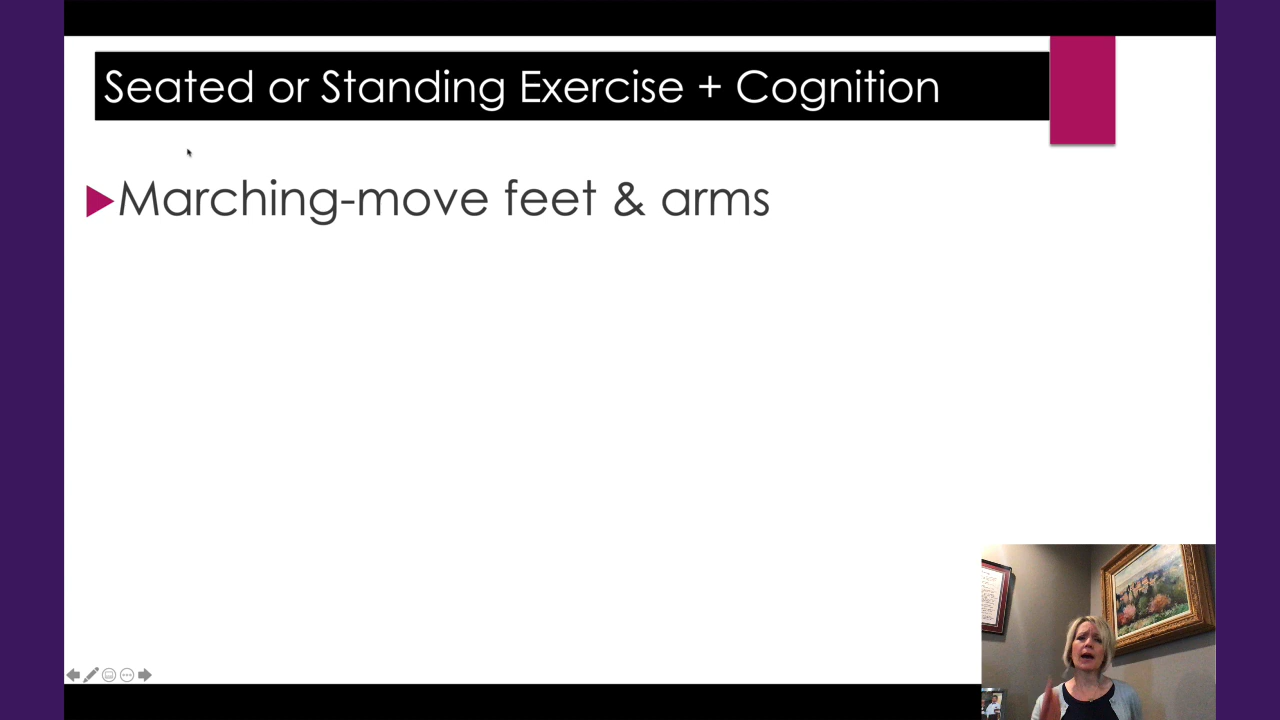 Seated or Standing Exercise + Cognition
Marching-move feet & arms